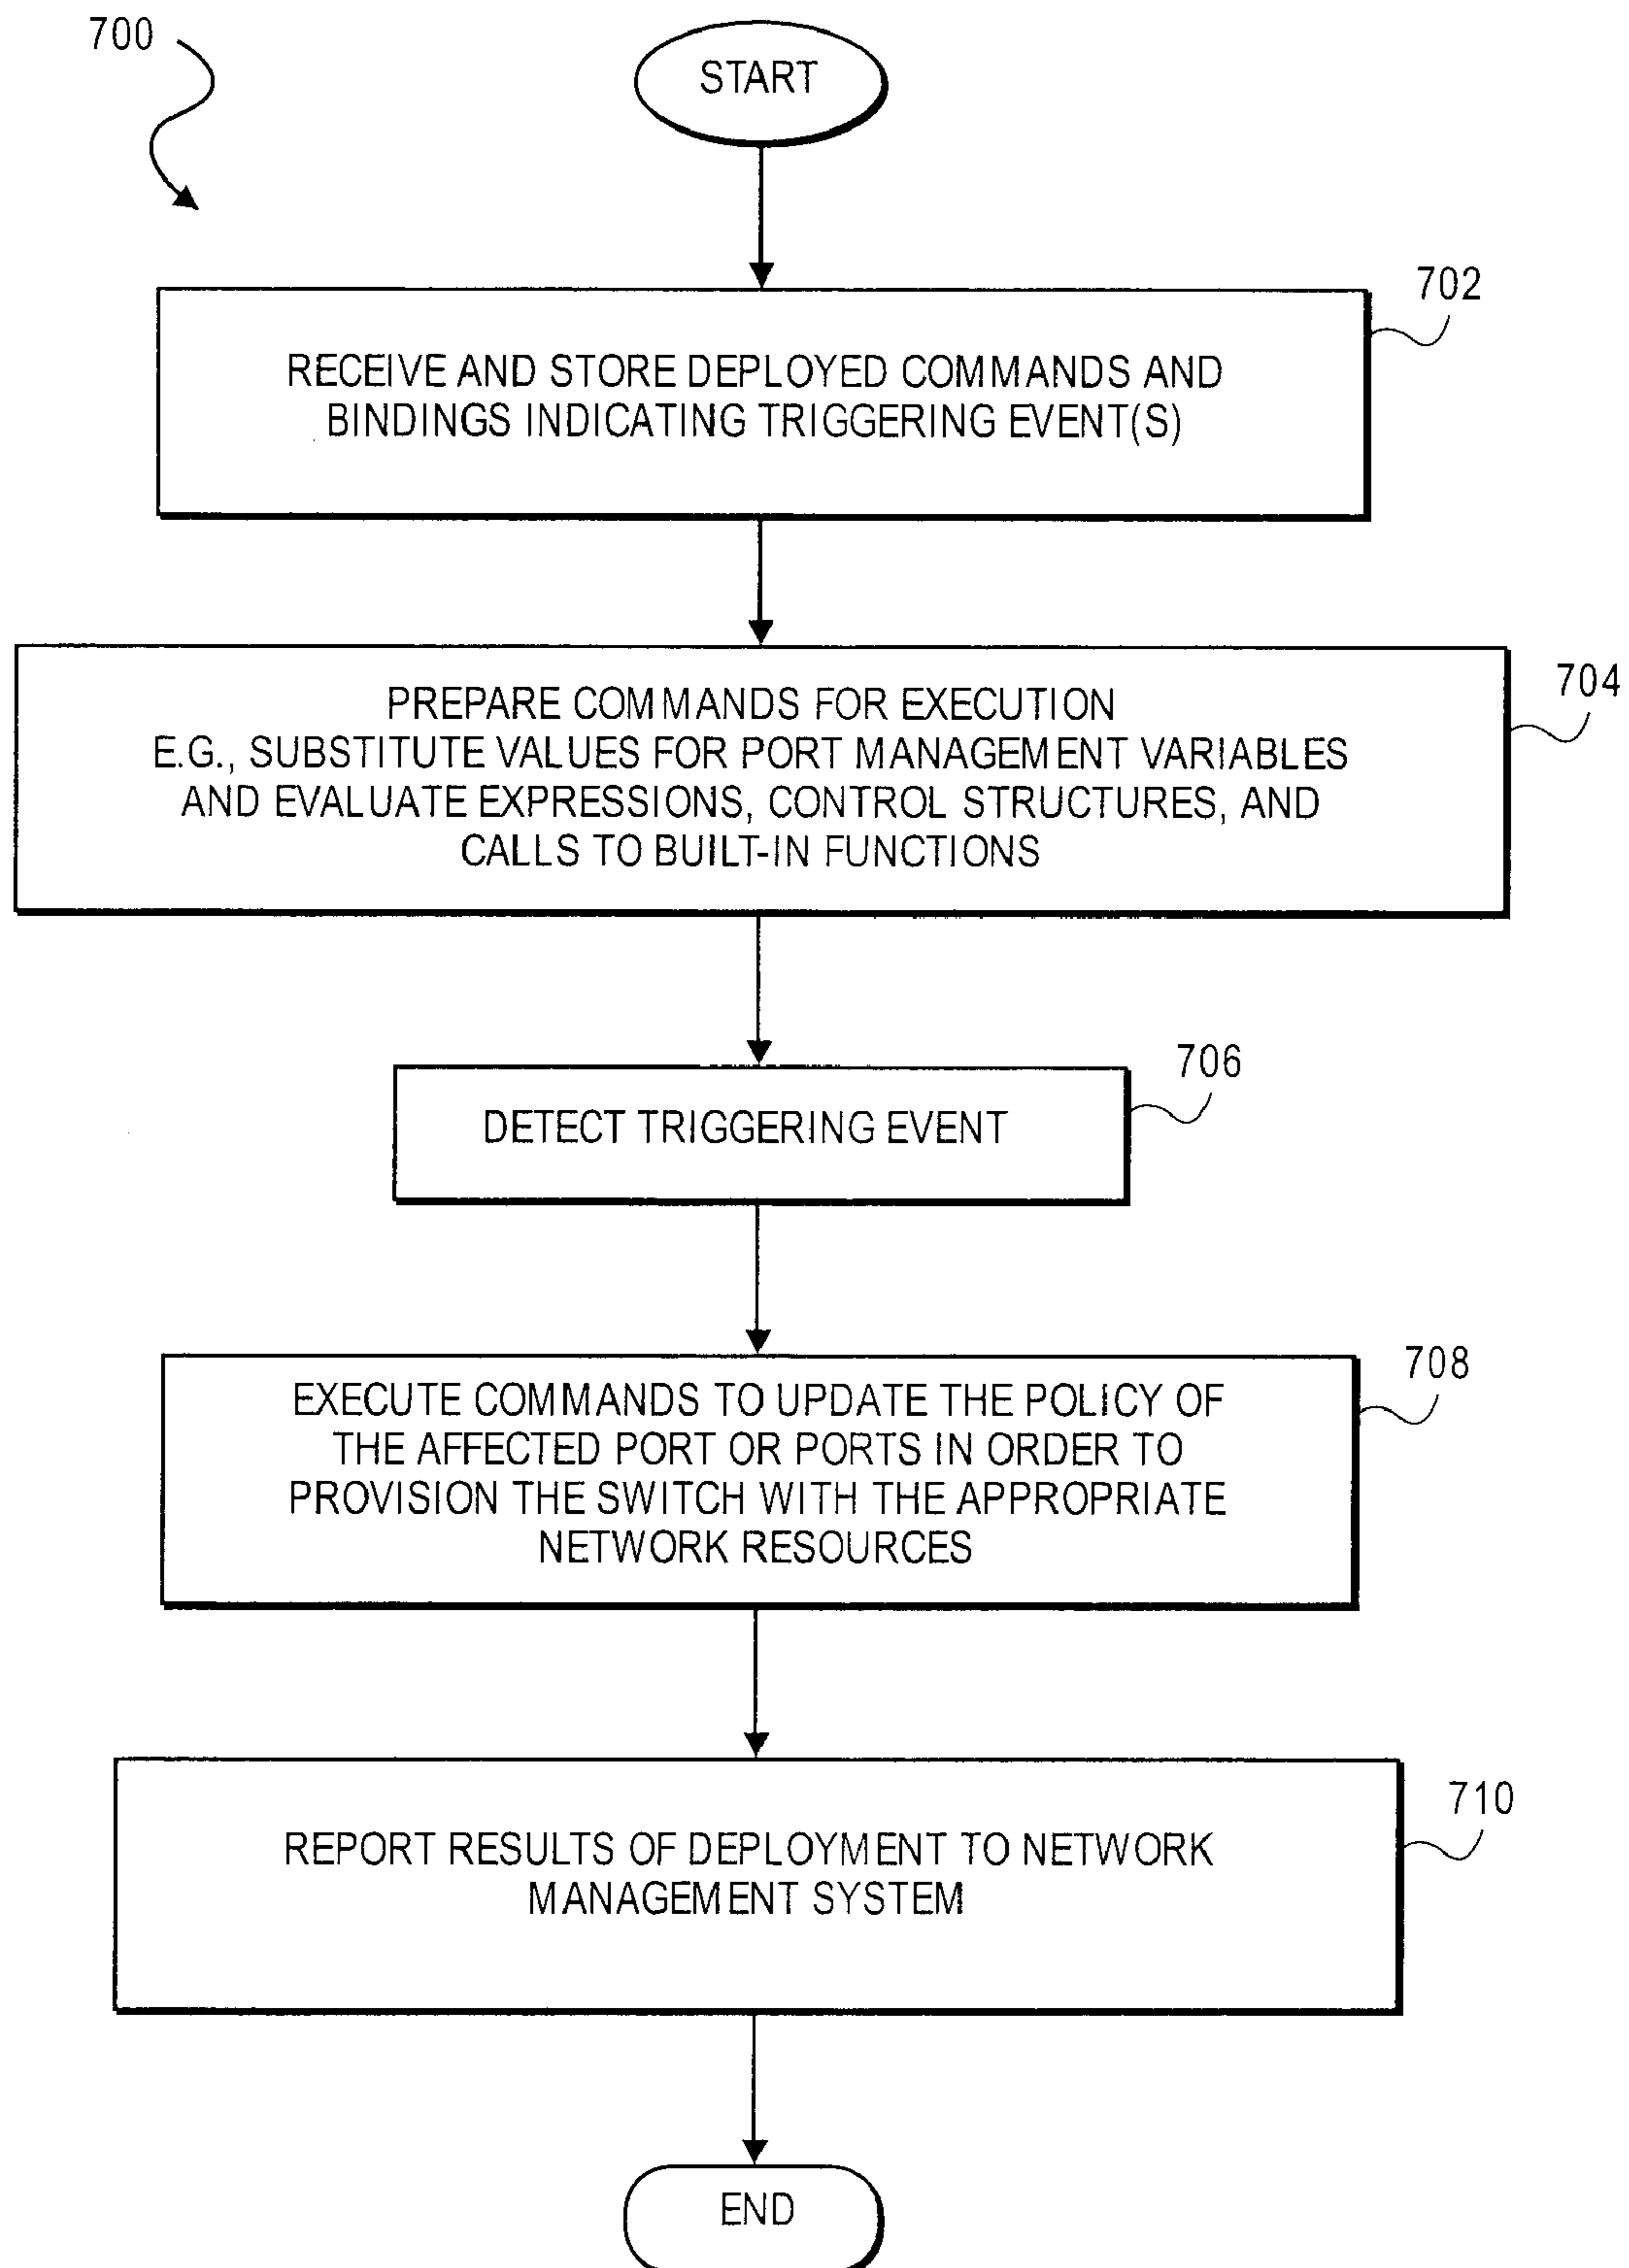 700
START
702
RECEIVE AND STORE DEPLOYED COMMANDS AND
BINDINGS INDICATING TRIGGERING EVENT(S)
704
PREPARE COMMANDS FOR EXECUTION
E.G., SUBSTITUTE VALUES FOR PORT MANAGEMENT VARIABLES
AND EVALUATE EXPRESSIONS, CONTROL STRUCTURES, AND
CALLS TO BUILT-IN FUNCTIONS
706
DETECT TRIGGERING EVENT
708
EXECUTE COMMANDS TO UPDATE THE POLICY OF
THE AFFECTED PORT OR PORTS IN ORDER TO
PROVISION THE SWITCH WITH THE APPROPRIATE
NETWORK RESOURCES
710
REPORT RESULTS OF DEPLOYMENT TO NETWORK
MANAGEMENT SYSTEM
END